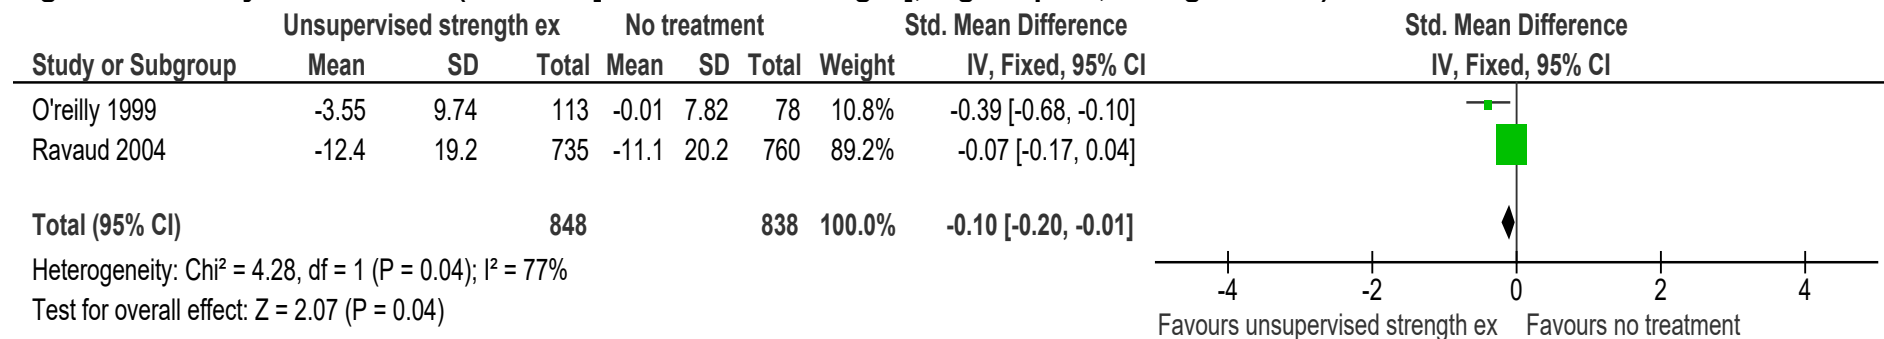 Unsupervised strength ex No treatment Std. Mean Difference Std. Mean Difference
Study or Subgroup Mean SD Total Mean SD Total Weight IV, Fixed, 95% CI IV, Fixed, 95% CI
O'reilly 1999 -3.55 9.74 113 -0.01 7.82 78 10.8% -0.39 [-0.68, -0.10]
Ravaud 2004 -12.4 19.2 735 -11.1 20.2 760 89.2% -0.07 [-0.17, 0.04]
Total (95% CI) 848 838 100.0% -0.10 [-0.20, -0.01]
Heterogeneity: Chi² = 4.28, df = 1 (P = 0.04); I² = 77%
Test for overall effect: Z = 2.07 (P = 0.04)
-4 -2 0 2 4
Favours unsupervised strength ex Favours no treatment